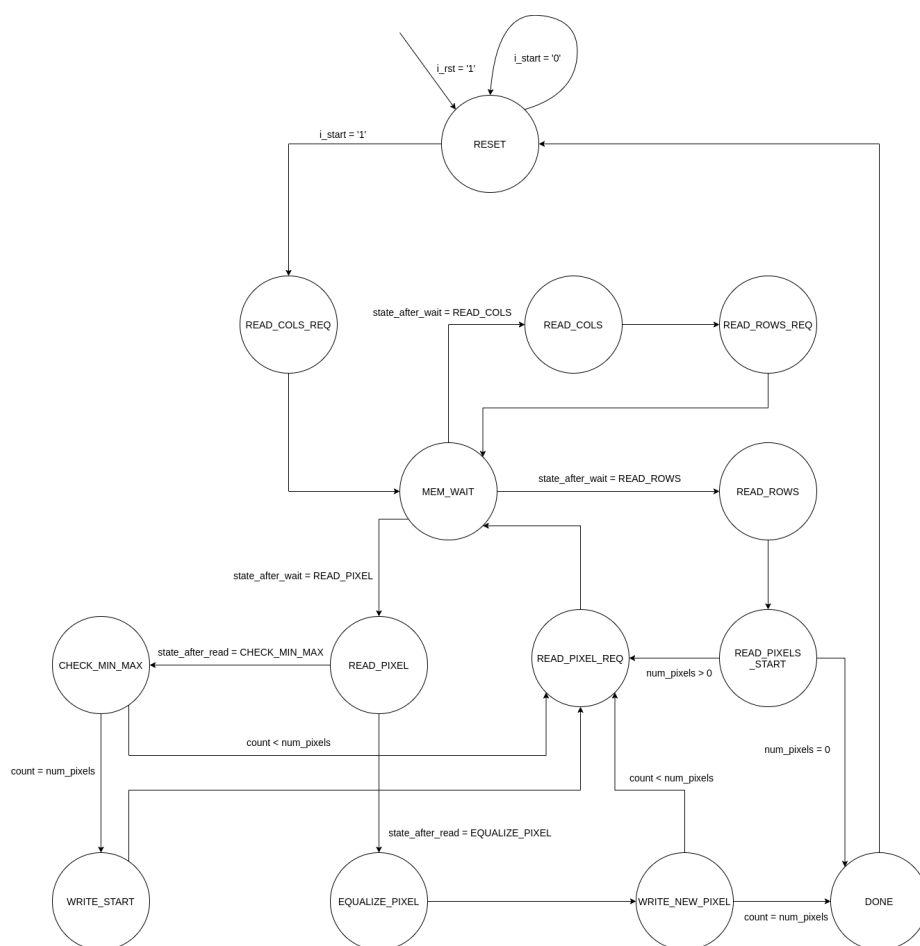 i_start = '0'
i_rst = '1'
i_start = '1'
RESET
state_after_wait = READ_COLS
READ_COLS_REQ
READ_COLS
READ_ROWS_REQ
state_after_wait = READ_ROWS
MEM_WAIT
READ_ROWS
state_after_wait = READ_PIXEL
state_after_read = CHECK_MIN_MAX
CHECK_MIN_MAX
READ_PIXEL
READ_PIXEL_REQ
READ_PIXELS
_START
num_pixels > 0
count < num_pixels
num_pixels = 0
count = num_pixels
count < num_pixels
state_after_read = EQUALIZE_PIXEL
WRITE_START
EQUALIZE_PIXEL
WRITE_NEW_PIXEL
DONE
count = num_pixels